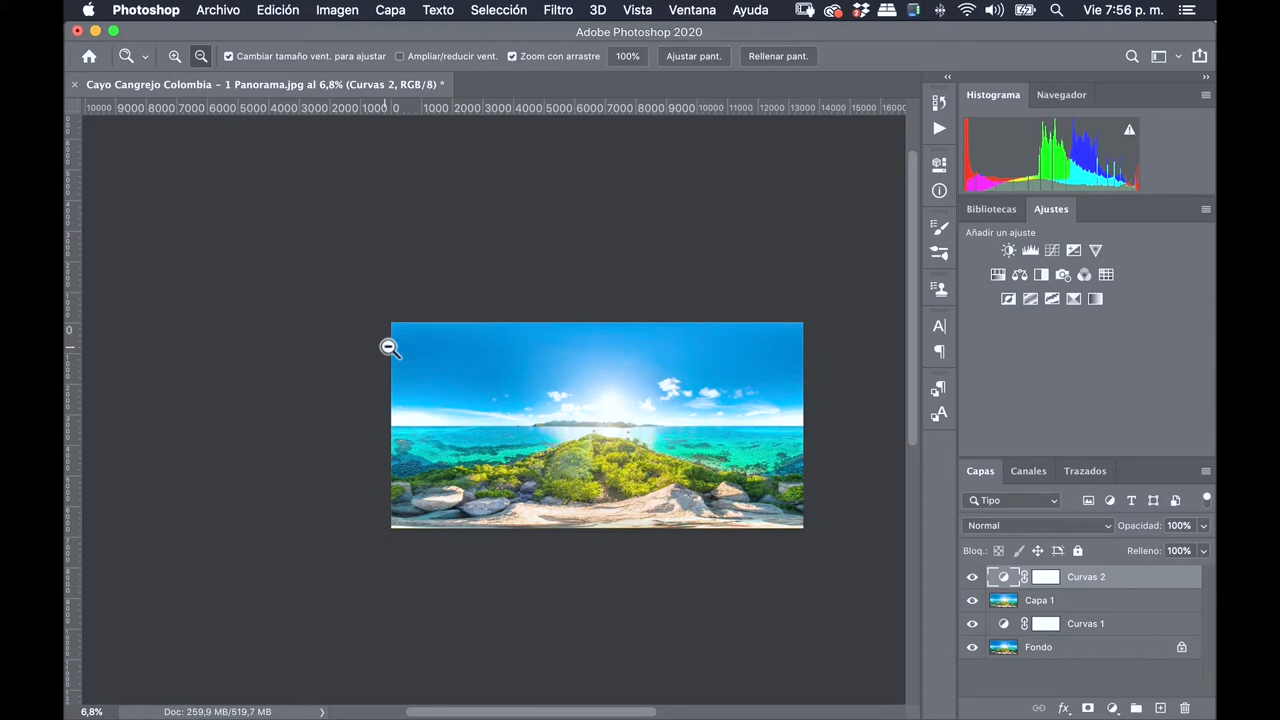 Photoshop Archivo Edición Imagen Capa Texto Selección Filtro 3D Vista Ventana Ayuda Vie 7:56 p. m.
Adobe Photoshop 2020
Cambiar tamaño vent. para ajustar Ampliar/reducir vent. Zoom con arrastre 100% Ajustar pant. Rellenar pant.
Cayo Cangrejo Colombia – 1 Panorama.jpg al 6,8% (Curvas 2, RGB/8) *
10000 9000 8000 7000 6000 5000 4000 3000 2000 1000 0 1000 2000 3000 4000 5000 6000 7000 8000 9000 10000 11000 12000 13000 14000 15000 16000
Histograma Navegador
Bibliotecas Ajustes
Añadir un ajuste
Capas Canales Trazados
Tipo
Normal Opacidad: 100%
Bloq.: Relleno: 100%
Curvas 2
Capa 1
Curvas 1
Fondo
6,8% Doc: 259,9 MB/519,7 MB